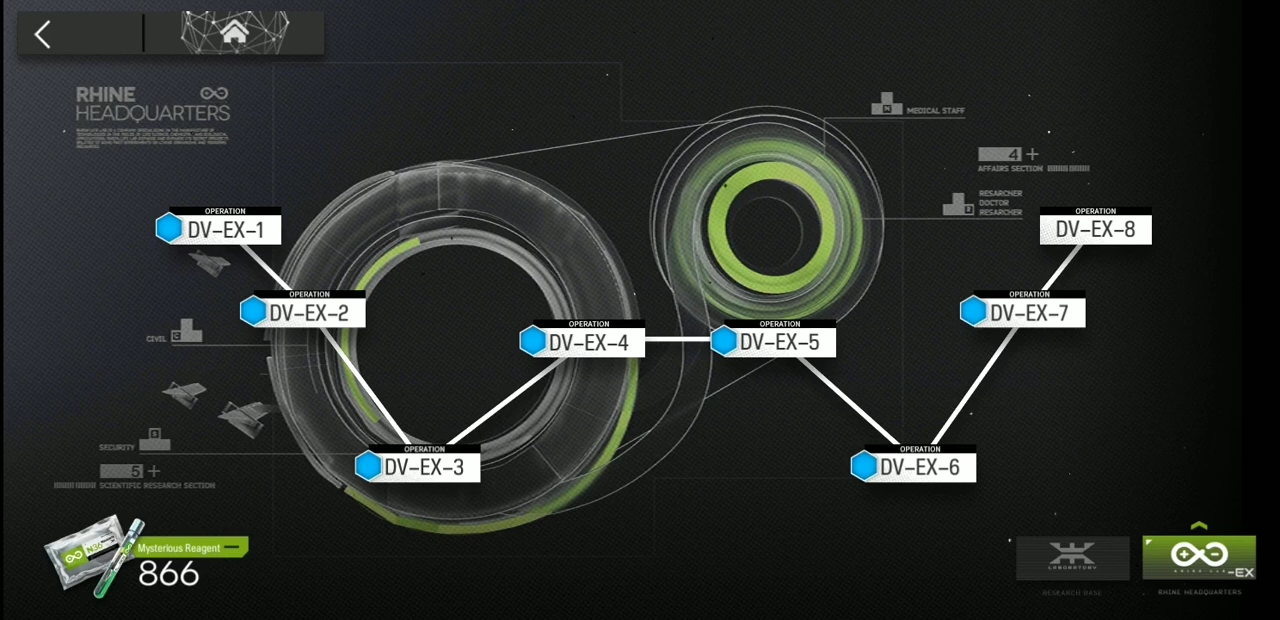 RHINE
HEADQUARTERS
MEDICAL STAFF
4 +
AFFAIRS SECTION
RESARCHER
DOCTOR
RESARCHER
OPERATION
DV-EX-1
OPERATION
DV-EX-8
OPERATION
DV-EX-2
OPERATION
DV-EX-7
OPERATION
DV-EX-4
OPERATION
DV-EX-5
CIVIL
OPERATION
DV-EX-3
OPERATION
DV-EX-6
SECURITY
5 +
SCIENTIFIC RESEARCH SECTION
Mysterious Reagent
866
LABORATORY
RESEARCH BASE
-EX
RHINE HEADQUARTERS